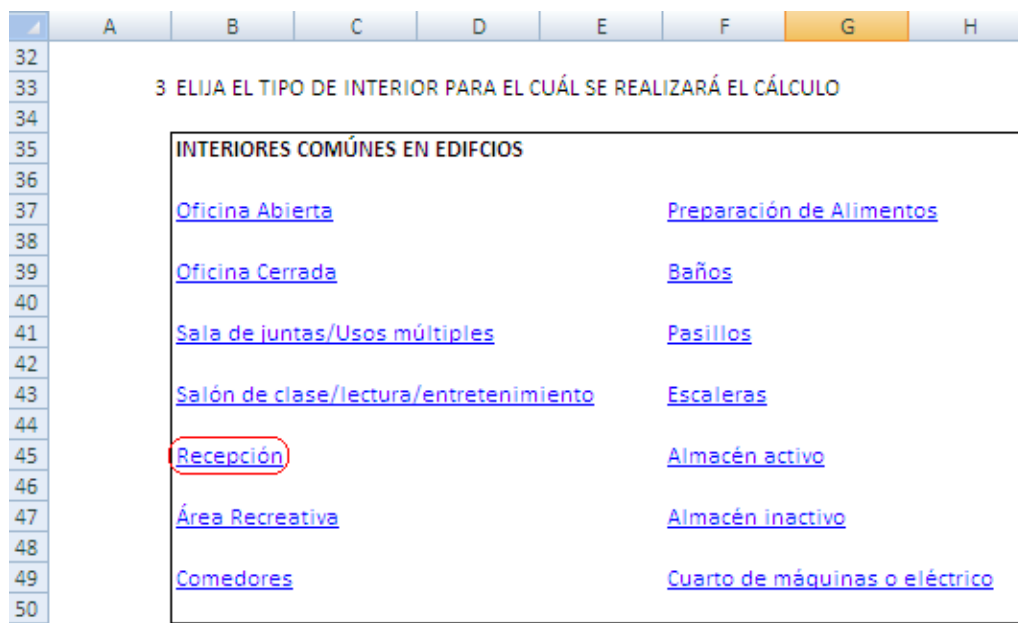 A B C D E F G H
32
33 3 ELIJA EL TIPO DE INTERIOR PARA EL CUÁL SE REALIZARÁ EL CÁLCULO
34
35 INTERIORES COMÚNES EN EDIFCIOS
36
37 Oficina Abierta Preparación de Alimentos
38
39 Oficina Cerrada Baños
40
41 Sala de juntas/Usos múltiples Pasillos
42
43 Salón de clase/lectura/entretenimiento Escaleras
44
45 Recepción Almacén activo
46
47 Área Recreativa Almacén inactivo
48
49 Comedores Cuarto de máquinas o eléctrico
50